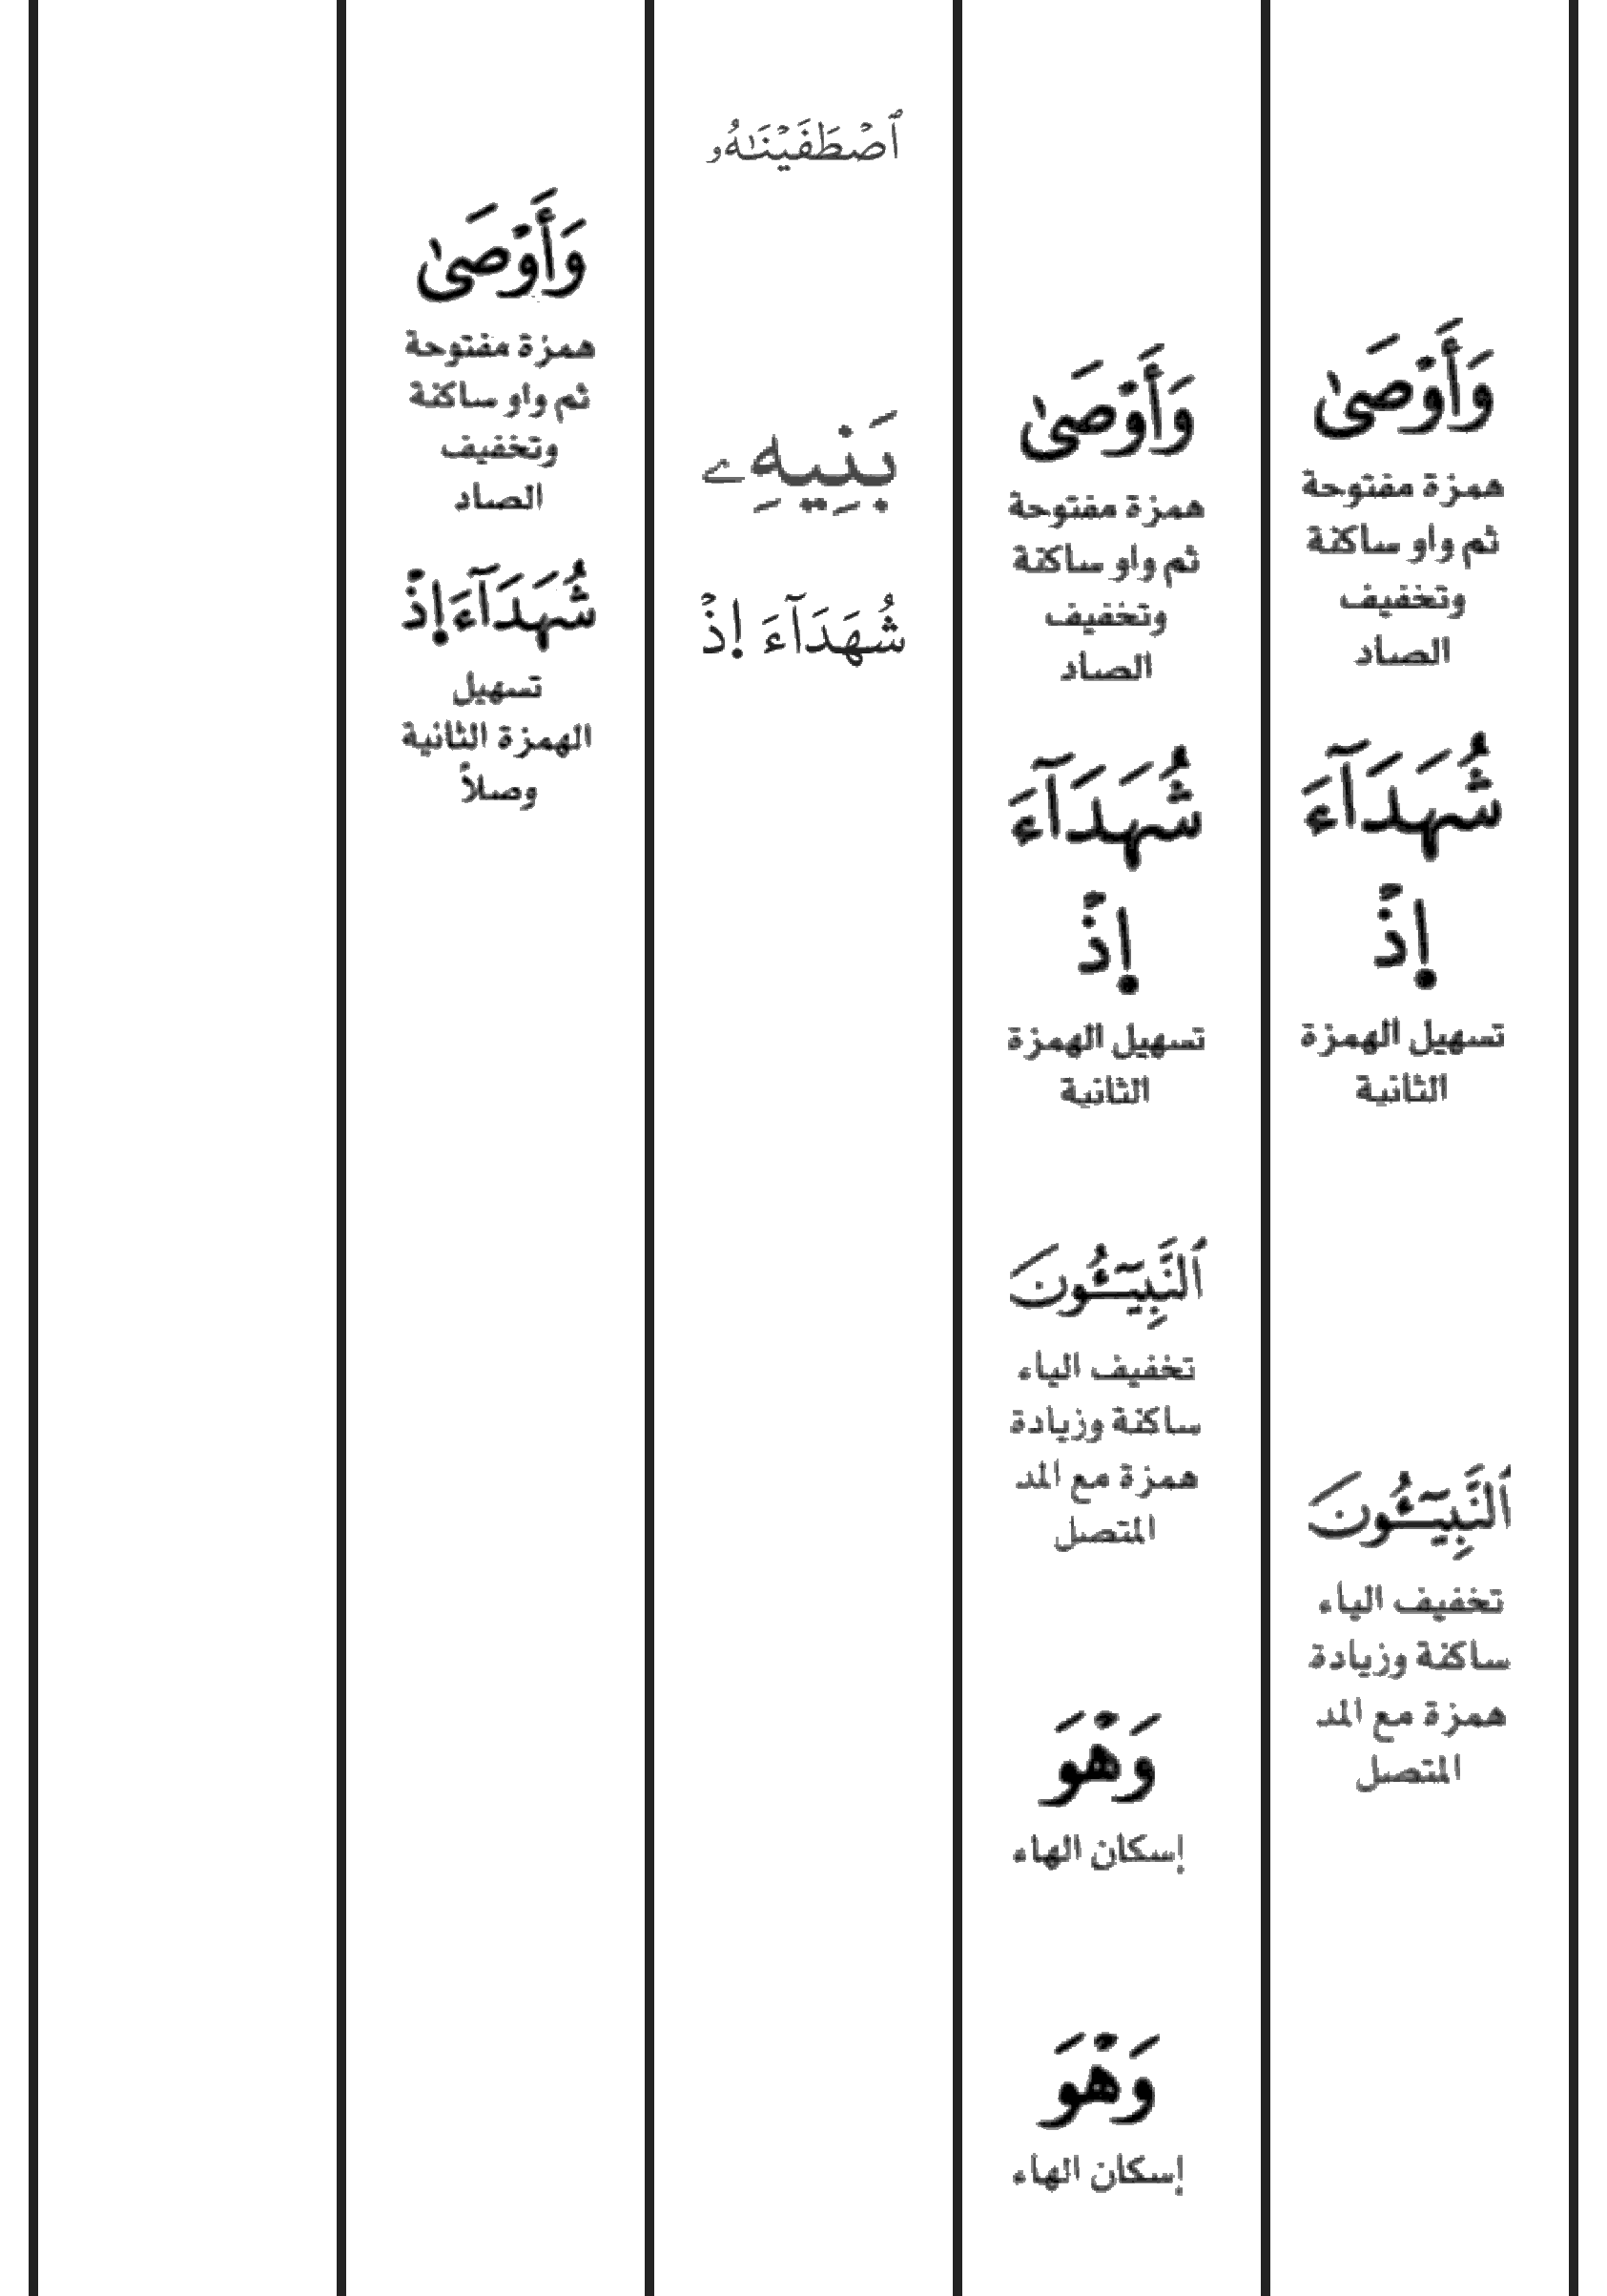 وَأَوۡصَىٰ
همزة مفتوحة
ثم واو ساكنة
وتخفيف
الصاد
شُهَدَآءَ
اِ۪ذۡ
تسهيل الهمزة
الثانية
اَ۬لنَّبِيٓـُٔونَ
تخفيف الياء
ساكنة وزيادة
همزة مع المد
المتصل
وَأَوۡصَىٰ
همزة مفتوحة
ثم واو ساكنة
وتخفيف
الصاد
شُهَدَآءَ
اِ۪ذۡ
تسهيل الهمزة
الثانية
اَ۬لنَّبِيٓـُٔونَ
تخفيف الياء
ساكنة وزيادة
همزة مع المد
المتصل
وَهۡوَ
إسكان الهاء
وَهۡوَ
إسكان الهاء
ٱصۡطَفَيۡنَٰهُۥ
بَنِيهِۦ
شُهَدَآءَ اِ۪ذۡ
وَأَوۡصَىٰ
همزة مفتوحة
ثم واو ساكنة
وتخفيف
الصاد
شُهَدَآءَ اِ۪ذۡ
تسهيل
الهمزة الثانية
وصلاً